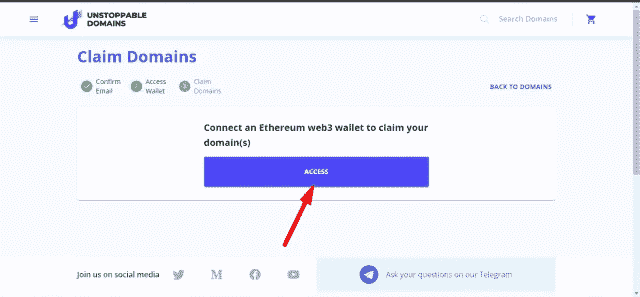 UNSTOPPABLE
DOMAINS
Search Domains
Claim Domains
Confirm
Email
Access
Wallet
3
Claim
Domains
BACK TO DOMAINS
Connect an Ethereum web3 wallet to claim your
domain(s)
ACCESS
Join us on social media
Ask your questions on our Telegram